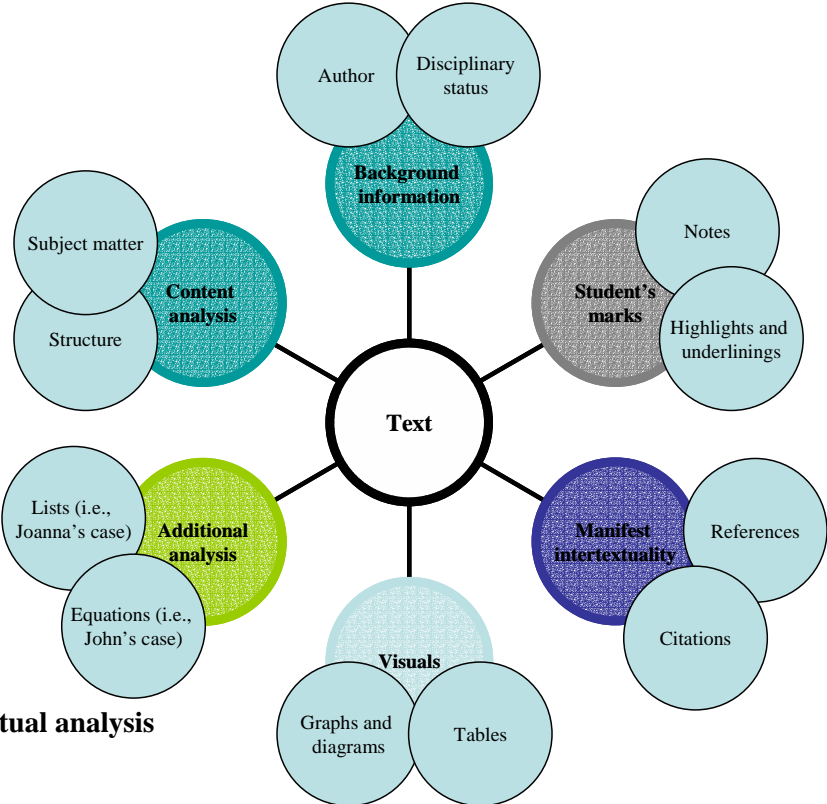 Author
Disciplinary
status
Background
information
Subject matter
Structure
Content
analysis
Notes
Highlights and
underlinings
Student’s
marks
Text
Lists (i.e.,
Joanna’s case)
Equations (i.e.,
John’s case)
Additional
analysis
Manifest
intertextuality
References
Citations
Visuals
Graphs and
diagrams
Tables
tual analysis